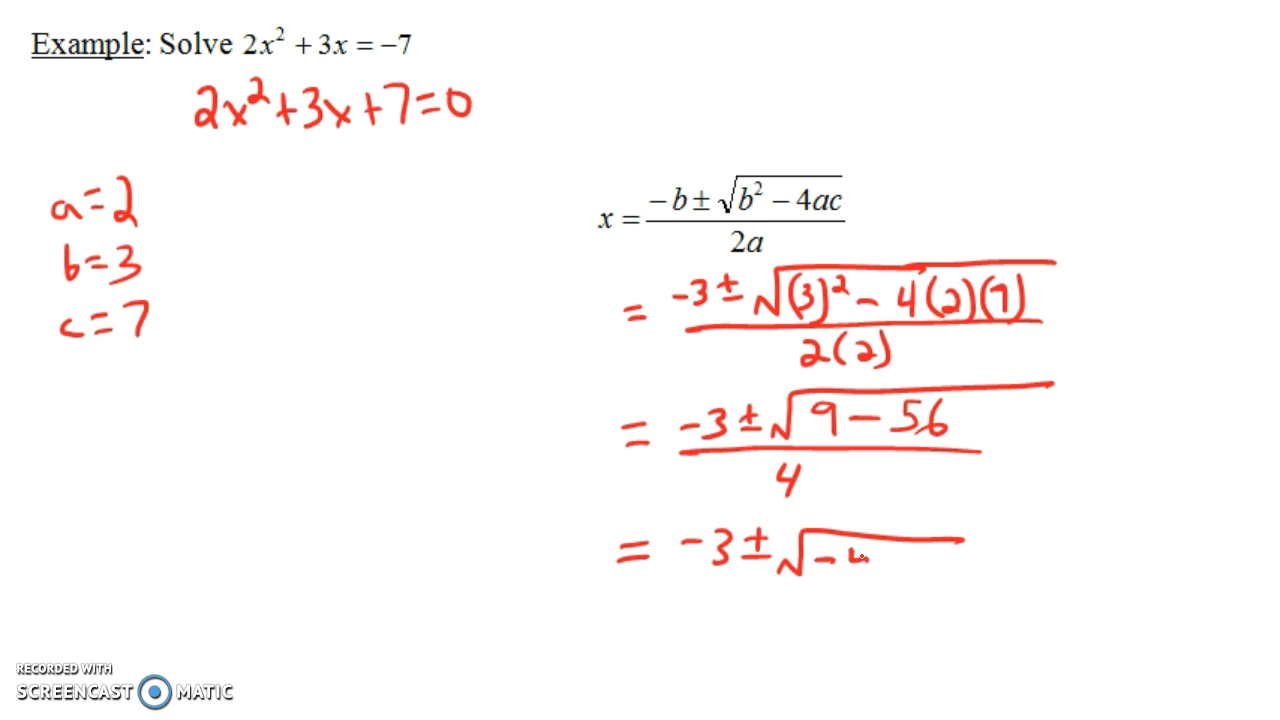 Example: Solve 2x² + 3x = −7
2x²+3x+7=0
a=2
b=3
c=7
x = (−b ± √(b² − 4ac)) / 2a
= (-3 ± √((3)² − 4(2)(7))) / 2(2)
= (-3 ± √(9 − 56)) / 4
= -3 ± √(-4
RECORDED WITH
SCREENCAST MATIC